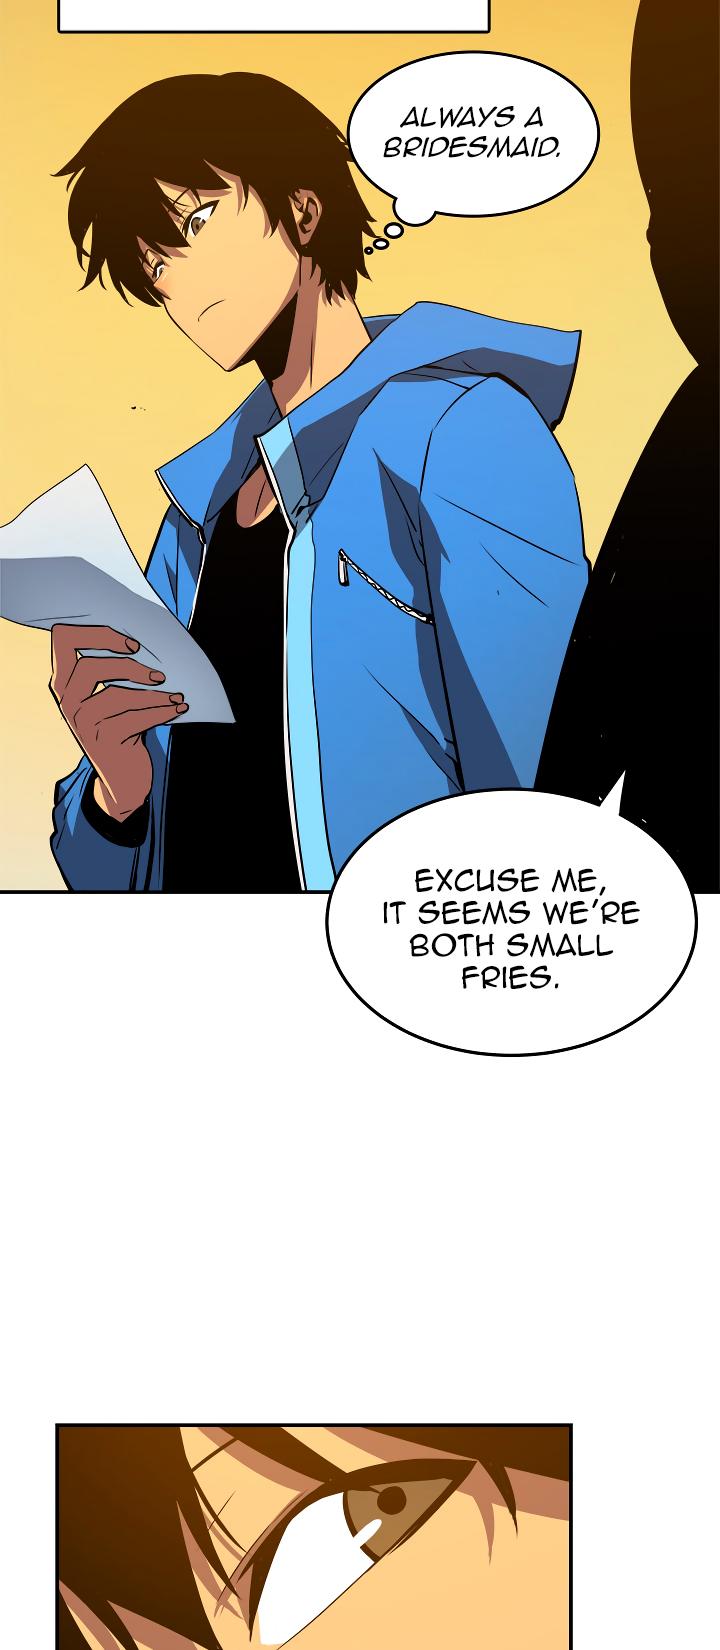 ALWAYS A
BRIDESMAID.
EXCUSE ME,
IT SEEMS WE'RE
BOTH SMALL
FRIES.